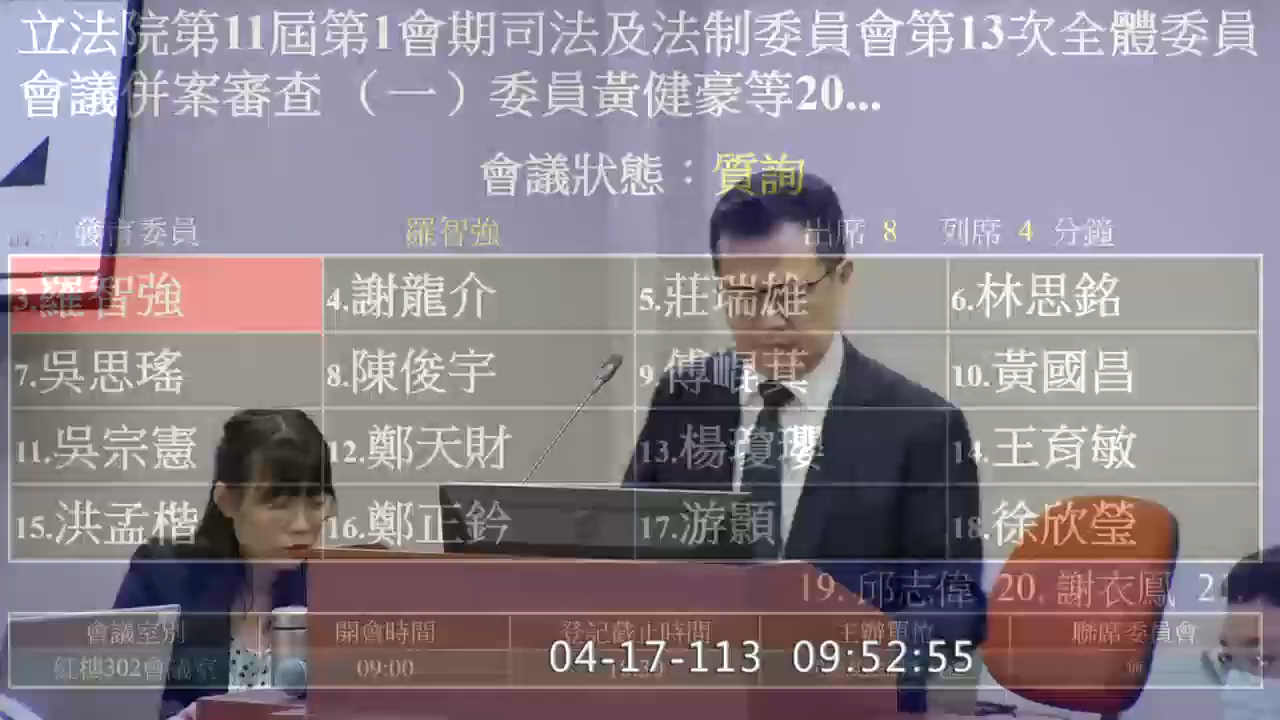 立法院第11屆第1會期司法及法制委員會第13次全體委員
會議併案審查 （一）委員黃健豪等20...
會議狀態：質詢
發言委員 羅智強 出席 8 列席 4 分鐘
3.羅智強 4.謝龍介 5.莊瑞雄 6.林思銘
7.吳思瑤 8.陳俊宇 9.傅崐萁 10.黃國昌
11.吳宗憲 12.鄭天財 13.楊瓊瓔 14.王育敏
15.洪孟楷 16.鄭正鈐 17.游顥 18.徐欣瑩
19. 邱志偉 20. 謝衣鳳 2
會議室別 開會時間 登記截止時間 主辦單位 聯席委員會
紅樓302會議室 09:00
04-17-113 09:52:55